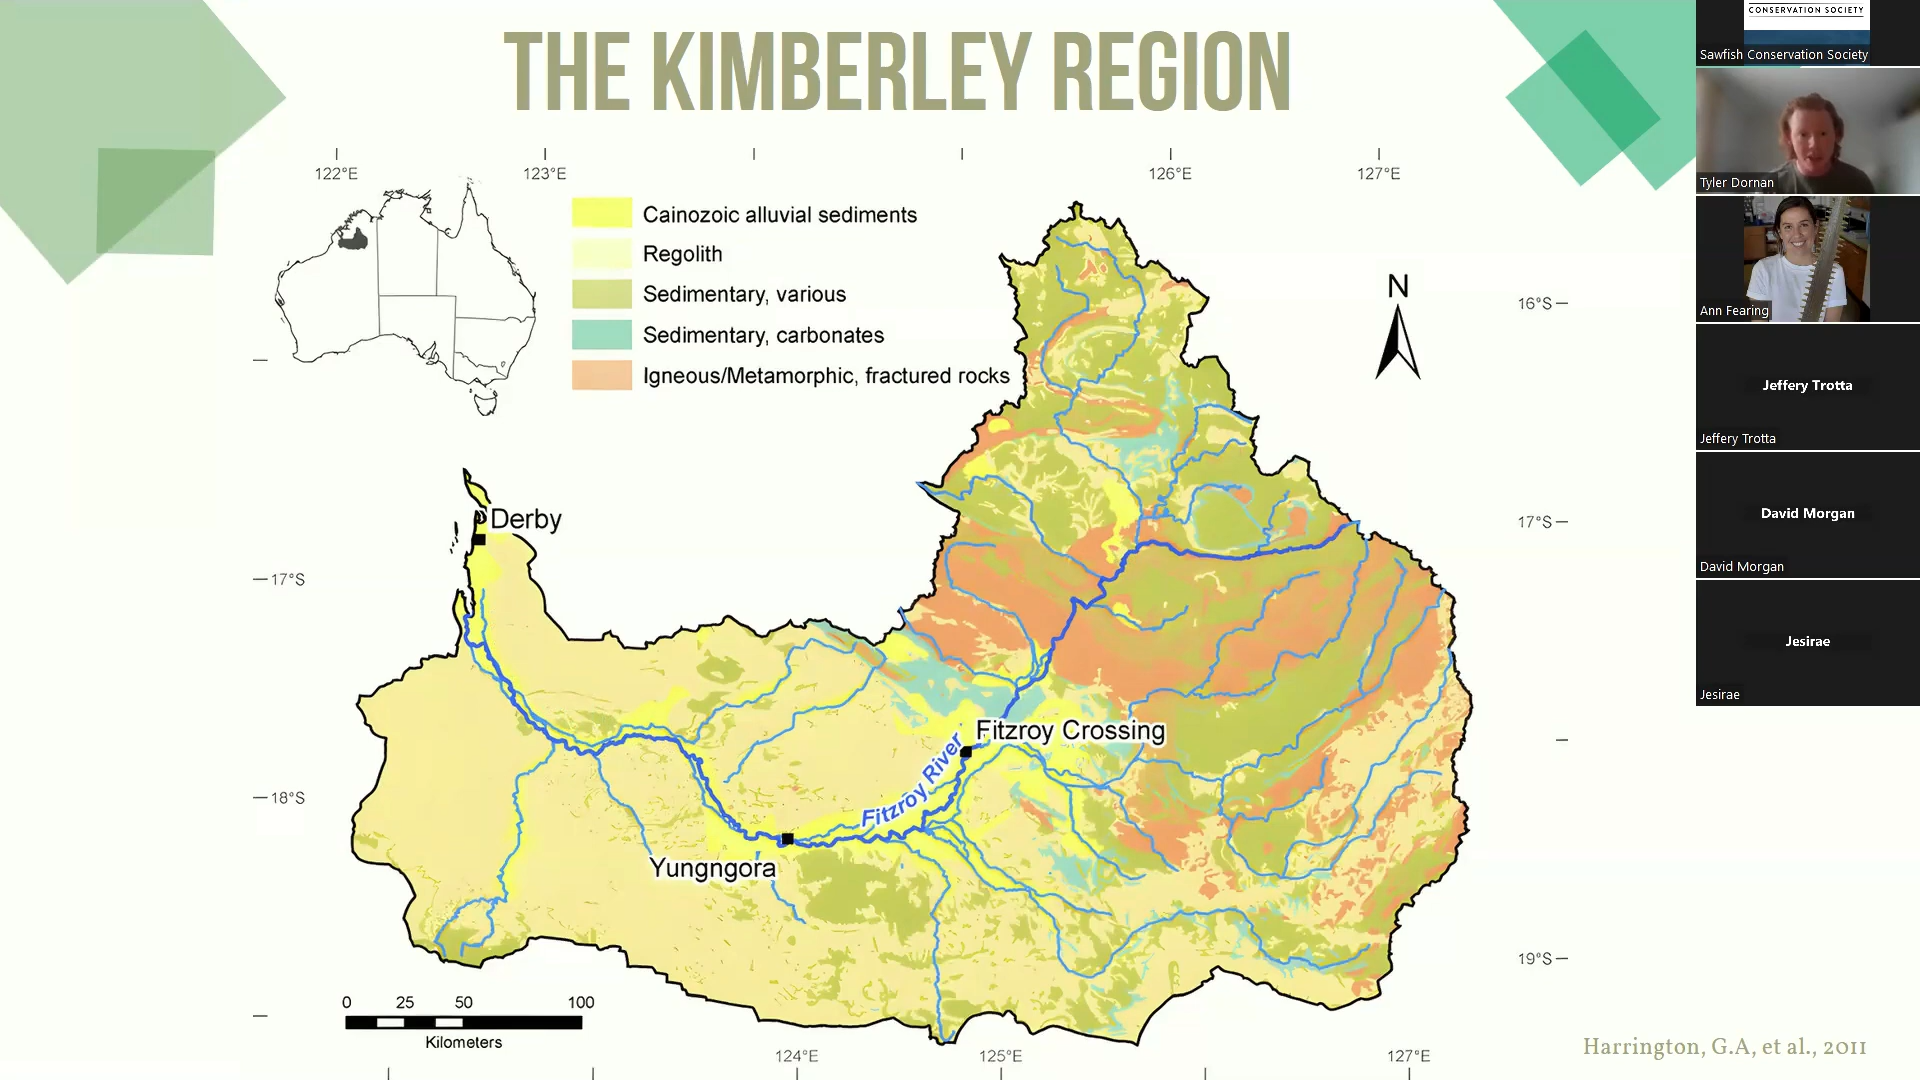 THE KIMBERLEY REGION
122°E
123°E
126°E
127°E
Cainozoic alluvial sediments
Regolith
Sedimentary, various
Sedimentary, carbonates
Igneous/Metamorphic, fractured rocks
N
16°S
17°S
17°S
18°S
19°S
Derby
Fitzroy Crossing
Fitzroy River
Yungngora
0 25 50 100
Kilometers
124°E
125°E
127°E
Harrington, G.A, et al., 2011
CONSERVATION SOCIETY
Sawfish Conservation Society
Tyler Dornan
Ann Fearing
Jeffery Trotta
Jeffery Trotta
David Morgan
David Morgan
Jesirae
Jesirae